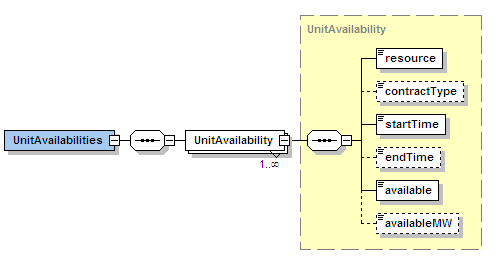 UnitAvailability
resource
contractType
startTime
UnitAvailabilities
UnitAvailability
endTime
1..∞
available
availableMW